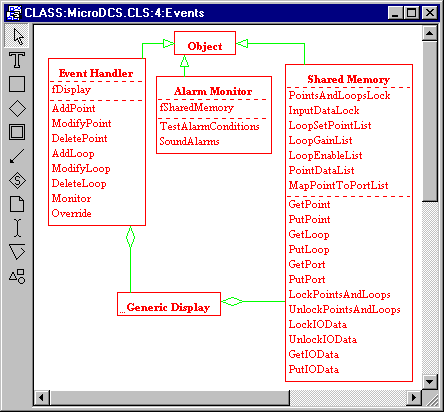 CLASS:MicroDCS.CLS:4:Events
Object
Event Handler
fDisplay
AddPoint
ModifyPoint
DeletePoint
AddLoop
ModifyLoop
DeleteLoop
Monitor
Override
Alarm Monitor
fSharedMemory
TestAlarmConditions
SoundAlarms
Shared Memory
PointsAndLoopsLock
InputDataLock
LoopSetPointList
LoopGainList
LoopEnableList
PointDataList
MapPointToPortList
GetPoint
PutPoint
GetLoop
PutLoop
GetPort
PutPort
LockPointsAndLoops
UnlockPointsAndLoops
LockIOData
UnlockIOData
GetIOData
PutIOData
Generic Display
T
S